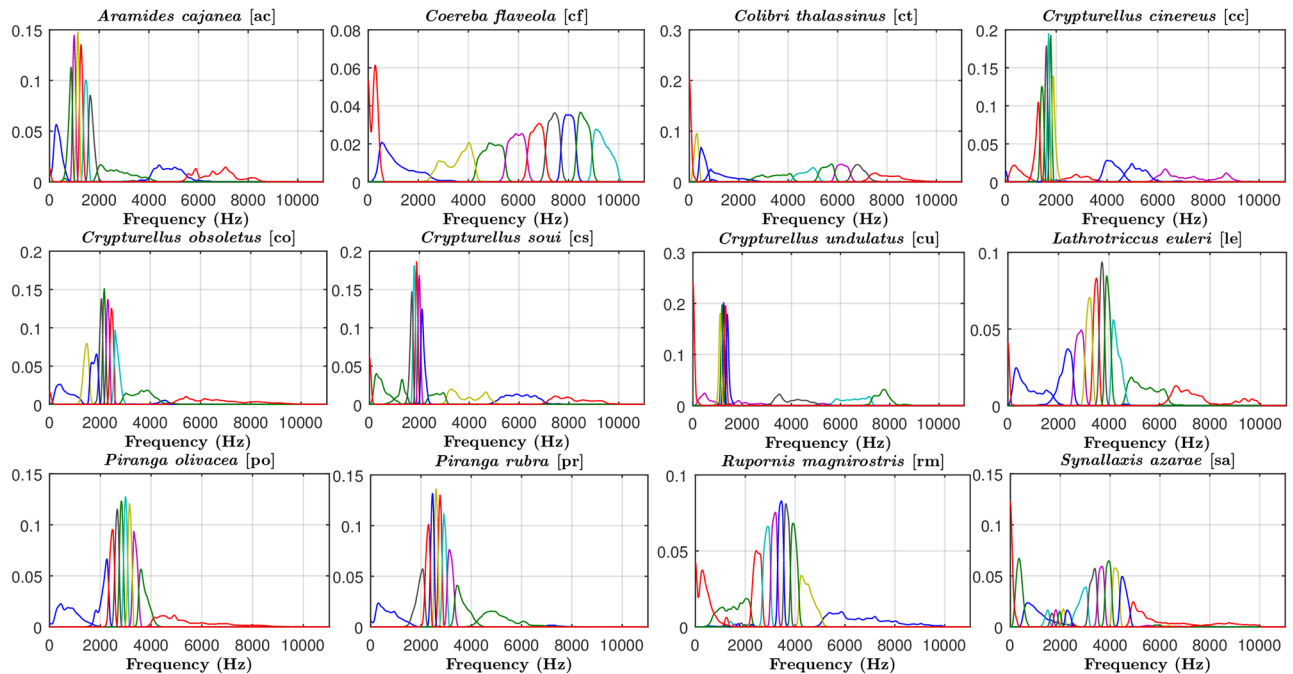 Aramides cajanea [ac]
0.15
0.1
0.05
0
0 2000 4000 6000 8000 10000
Frequency (Hz)
Coereba flaveola [cf]
0.08
0.06
0.04
0.02
0
0 2000 4000 6000 8000 10000
Frequency (Hz)
Colibri thalassinus [ct]
0.3
0.2
0.1
0
0 2000 4000 6000 8000 10000
Frequency (Hz)
Crypturellus cinereus [cc]
0.2
0.15
0.1
0.05
0
0 2000 4000 6000 8000 10000
Frequency (Hz)
Crypturellus obsoletus [co]
0.2
0.15
0.1
0.05
0
0 2000 4000 6000 8000 10000
Frequency (Hz)
Crypturellus soui [cs]
0.2
0.15
0.1
0.05
0
0 2000 4000 6000 8000 10000
Frequency (Hz)
Crypturellus undulatus [cu]
0.3
0.2
0.1
0
0 2000 4000 6000 8000 10000
Frequency (Hz)
Lathrotriccus euleri [le]
0.1
0.05
0
0 2000 4000 6000 8000 10000
Frequency (Hz)
Piranga olivacea [po]
0.15
0.1
0.05
0
0 2000 4000 6000 8000 10000
Frequency (Hz)
Piranga rubra [pr]
0.15
0.1
0.05
0
0 2000 4000 6000 8000 10000
Frequency (Hz)
Rupornis magnirostris [rm]
0.1
0.05
0
0 2000 4000 6000 8000 10000
Frequency (Hz)
Synallaxis azarae [sa]
0.15
0.1
0.05
0
0 2000 4000 6000 8000 10000
Frequency (Hz)